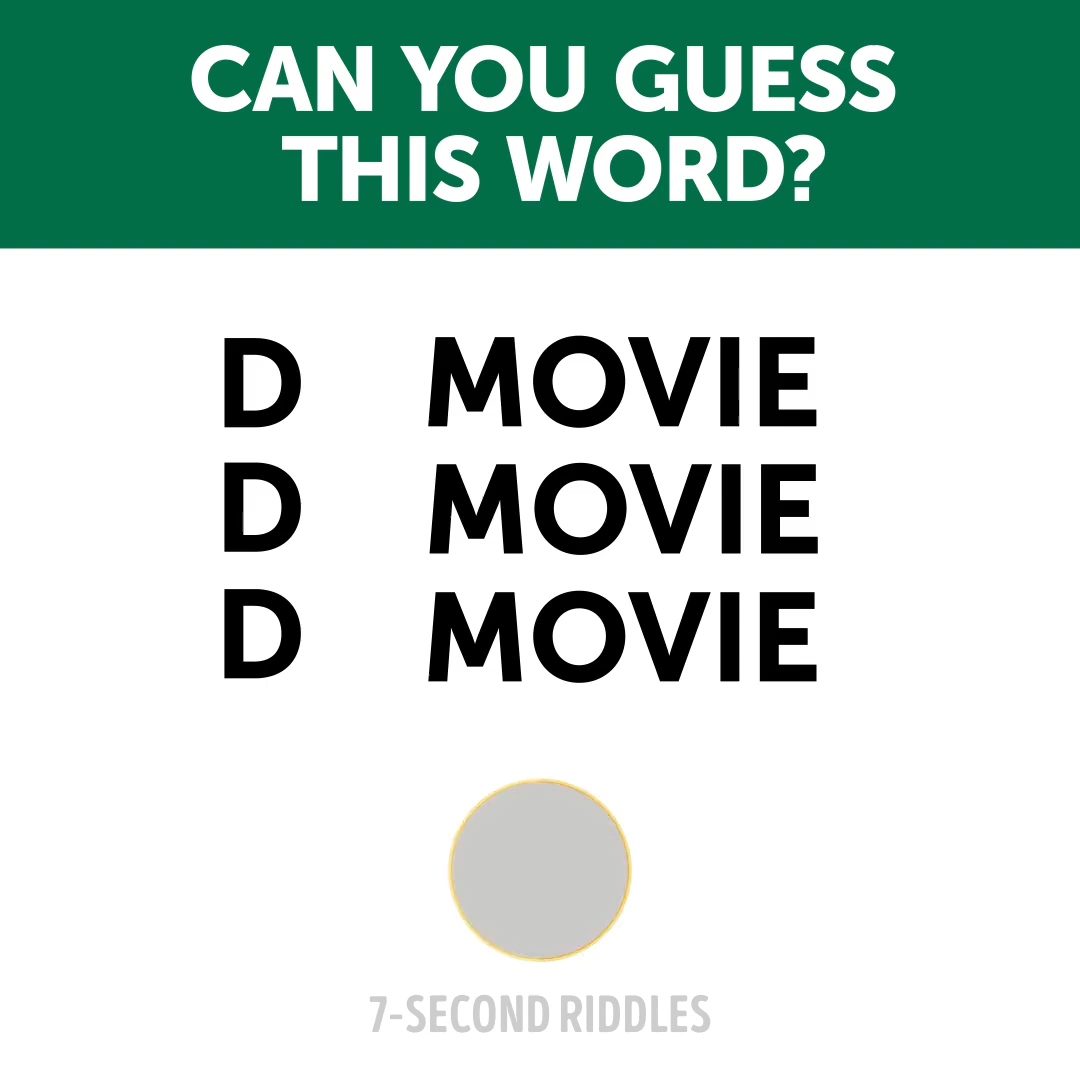 CAN YOU GUESS
THIS WORD?
D MOVIE
D MOVIE
D MOVIE
7-SECOND RIDDLES